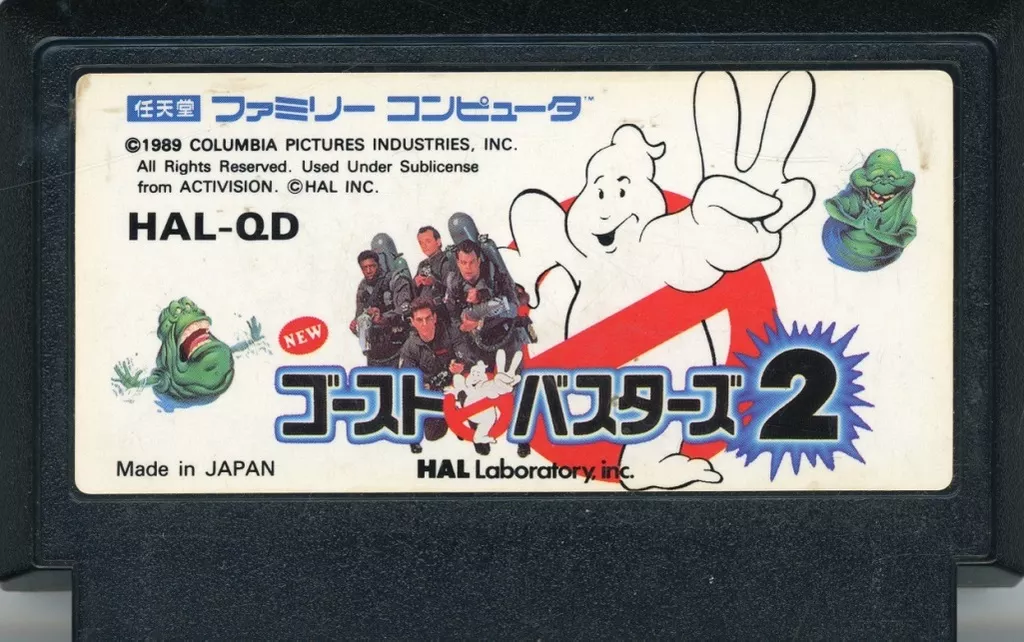 任天堂 ファミリー コンピュータ™
©1989 COLUMBIA PICTURES INDUSTRIES, INC.
All Rights Reserved. Used Under Sublicense
from ACTIVISION. ©HAL INC.
HAL-QD
NEW
ゴーストバスターズ2
Made in JAPAN
HAL Laboratory, inc.